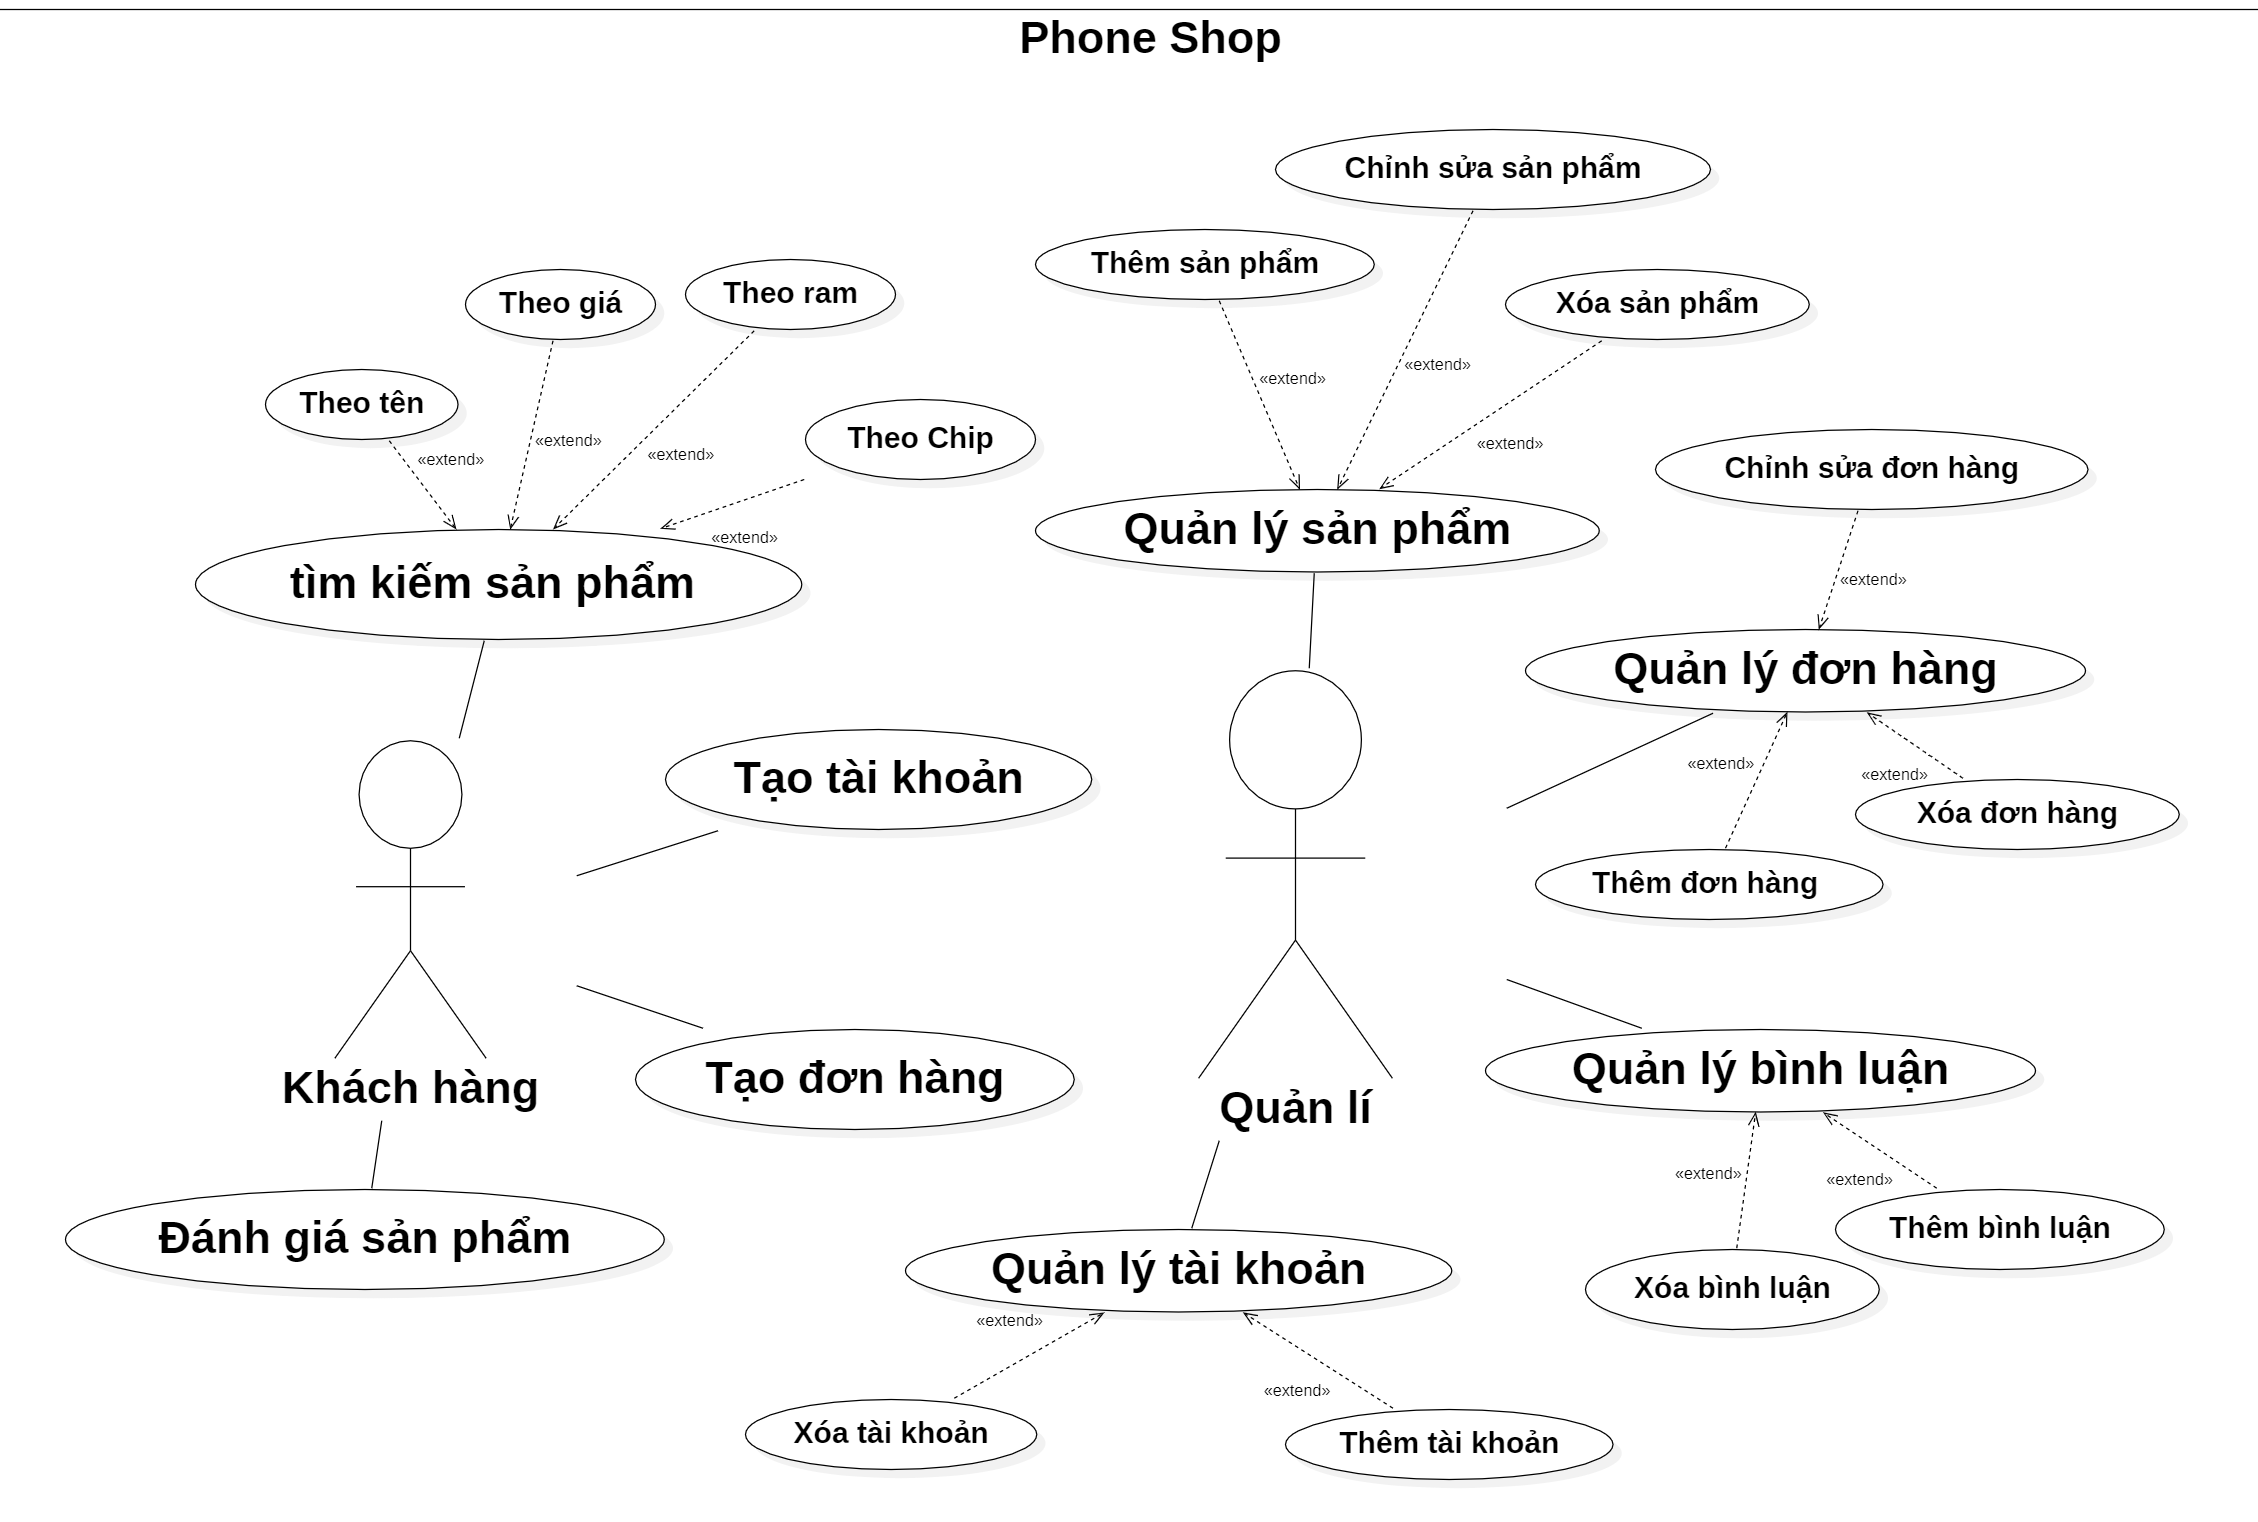 Phone Shop
Chỉnh sửa sản phẩm
Thêm sản phẩm
Theo giá
Theo ram
Xóa sản phẩm
«extend»
«extend»
Theo tên
Theo Chip
«extend»
«extend»
«extend»
«extend»
Chỉnh sửa đơn hàng
«extend»
tìm kiếm sản phẩm
Quản lý sản phẩm
«extend»
Quản lý đơn hàng
Tạo tài khoản
«extend»
«extend»
Xóa đơn hàng
Thêm đơn hàng
Khách hàng
Tạo đơn hàng
Quản lí
Quản lý bình luận
«extend»
«extend»
Đánh giá sản phẩm
Quản lý tài khoản
Thêm bình luận
Xóa bình luận
«extend»
«extend»
Xóa tài khoản
Thêm tài khoản